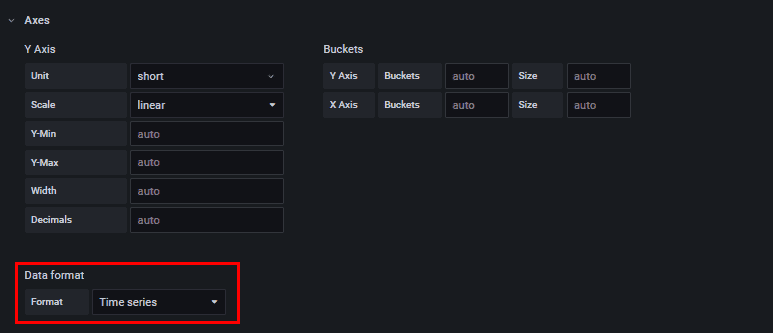 Axes
Y Axis
Unit short
Scale linear
Y-Min auto
Y-Max auto
Width auto
Decimals auto
Buckets
Y Axis Buckets auto Size auto
X Axis Buckets auto Size auto
Data format
Format Time series